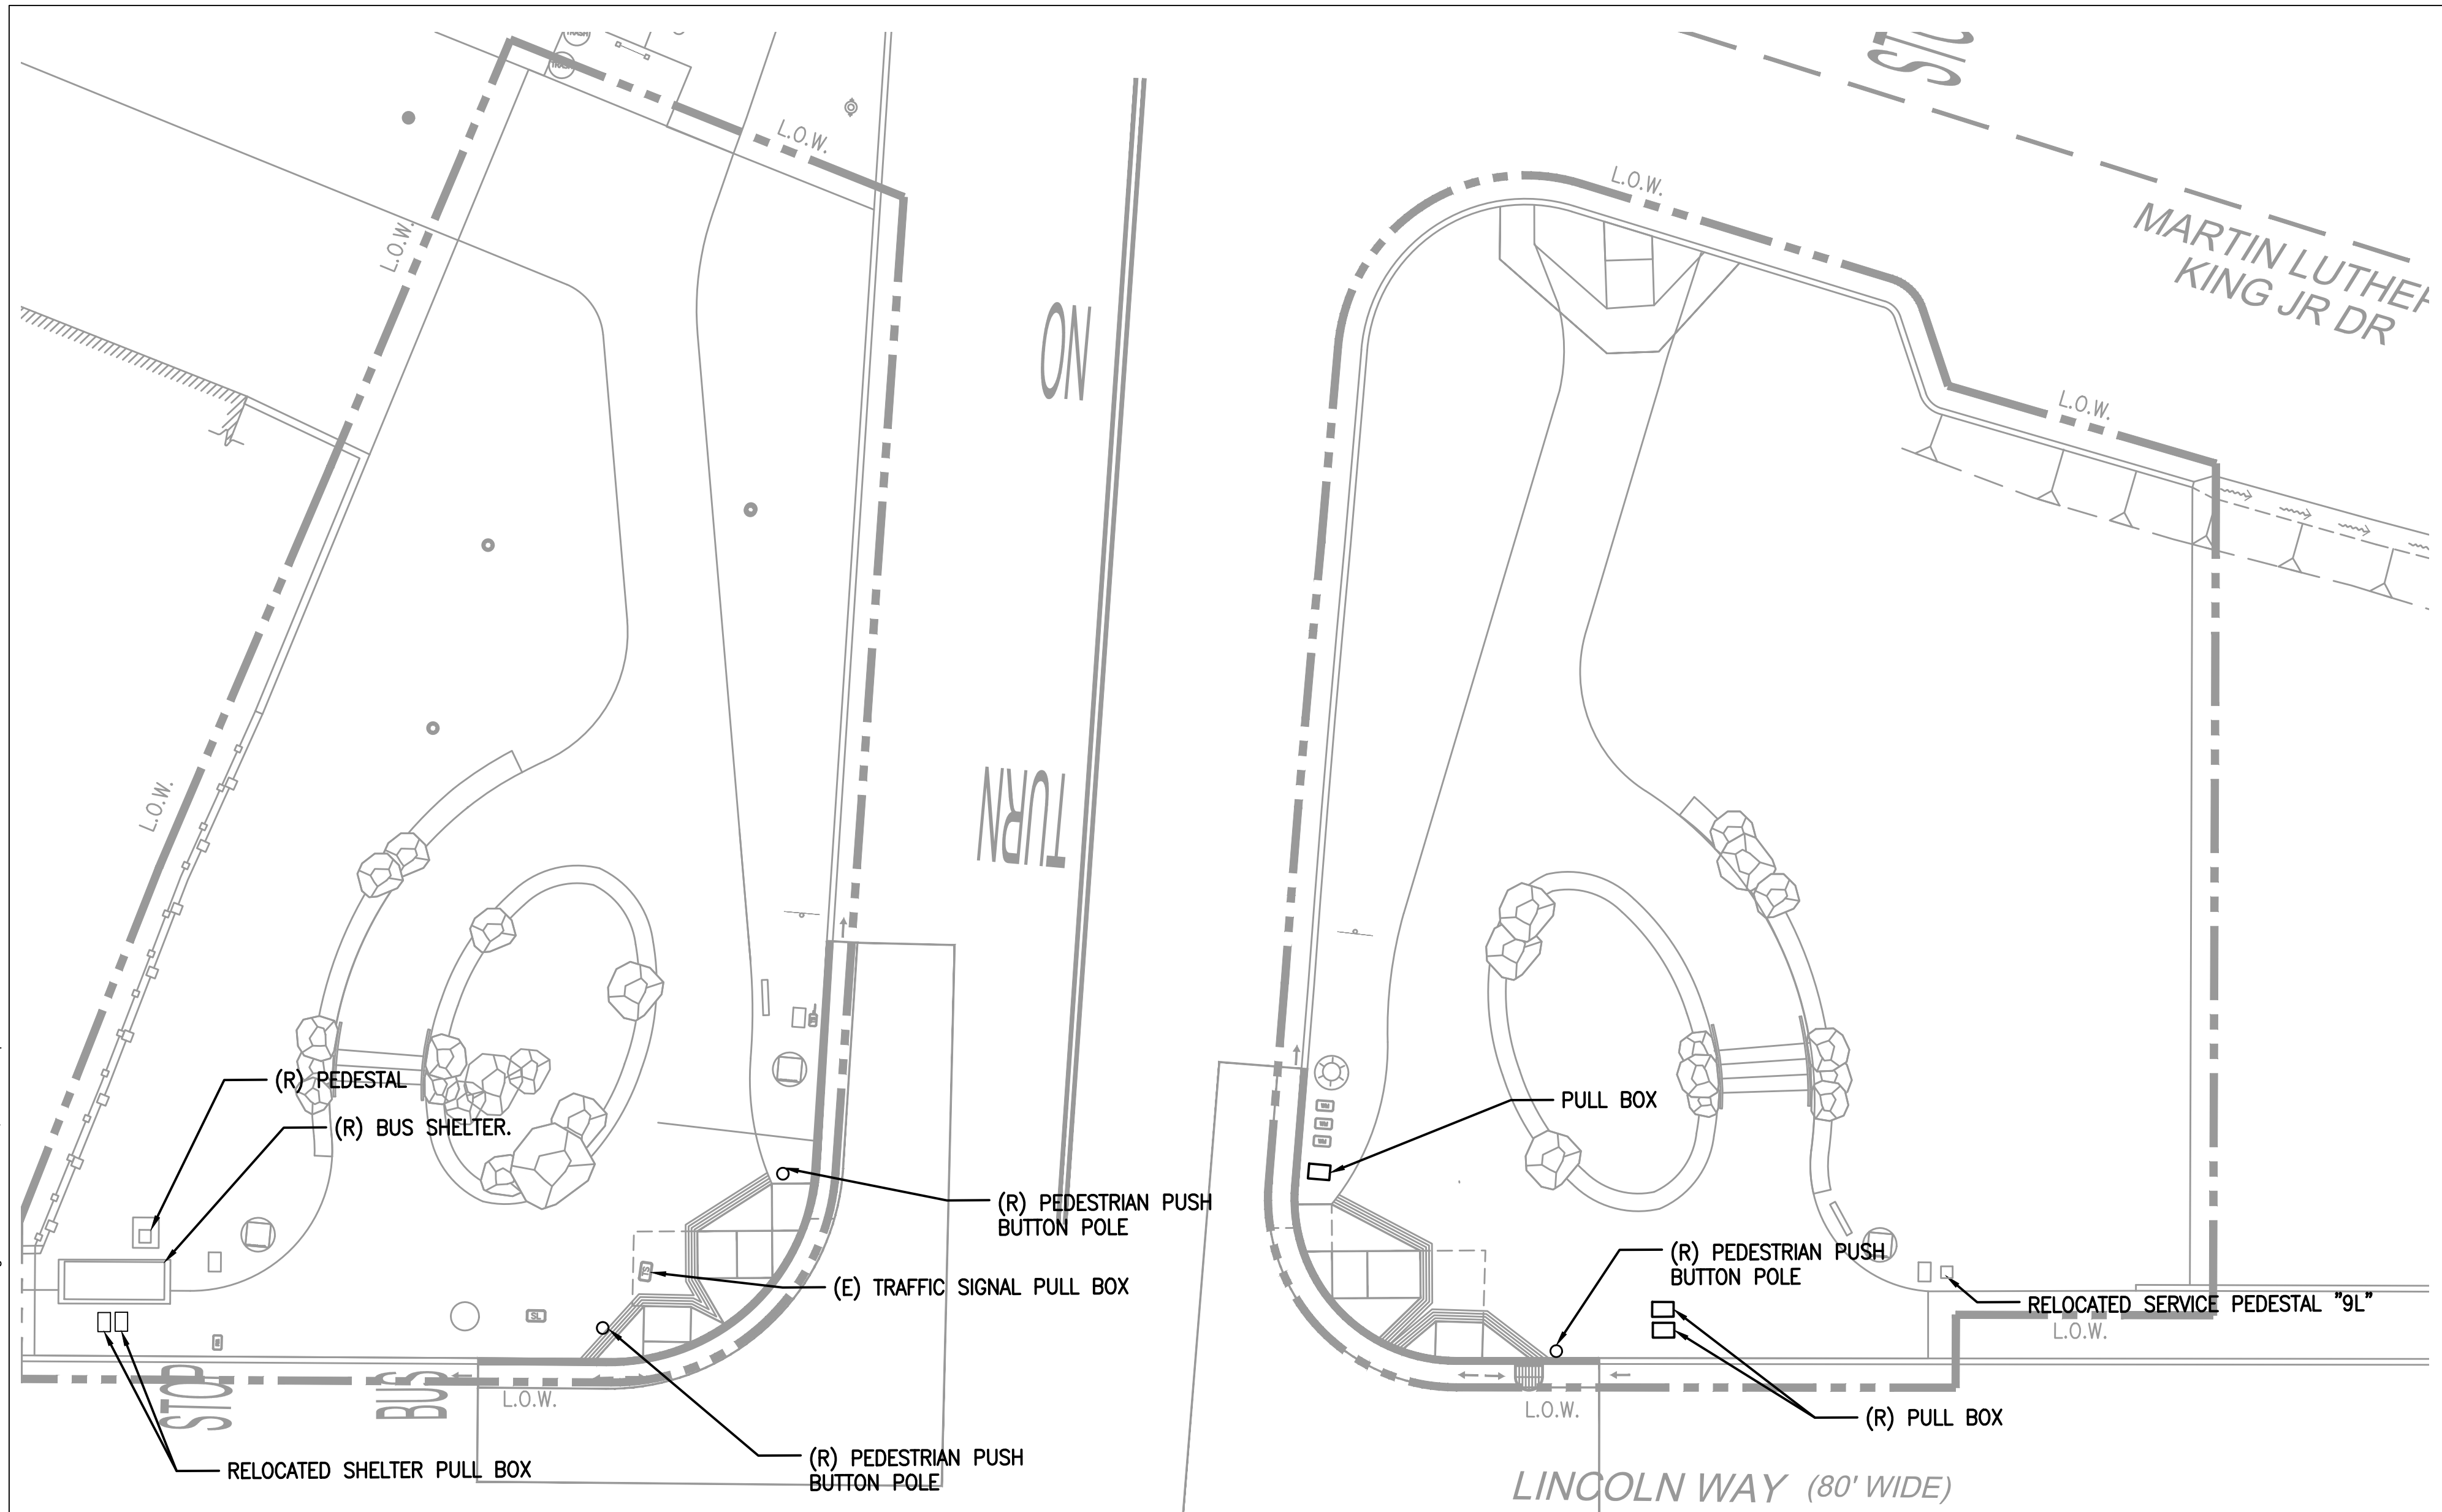 L.O.W.
L.O.W.
L.O.W.
MARTIN LUTHER
KING JR DR
L.O.W.
NO
L.O.W.
L.O.W.
TURN
(R) PEDESTAL
(R) BUS SHELTER.
PULL BOX
(R) PEDESTRIAN PUSH
BUTTON POLE
(E) TRAFFIC SIGNAL PULL BOX
(R) PEDESTRIAN PUSH
BUTTON POLE
RELOCATED SERVICE PEDESTAL "9L"
SL
L.O.W.
STOP
BUS
L.O.W.
L.O.W.
(R) PULL BOX
(R) PEDESTRIAN PUSH
BUTTON POLE
RELOCATED SHELTER PULL BOX
LINCOLN WAY (80' WIDE)